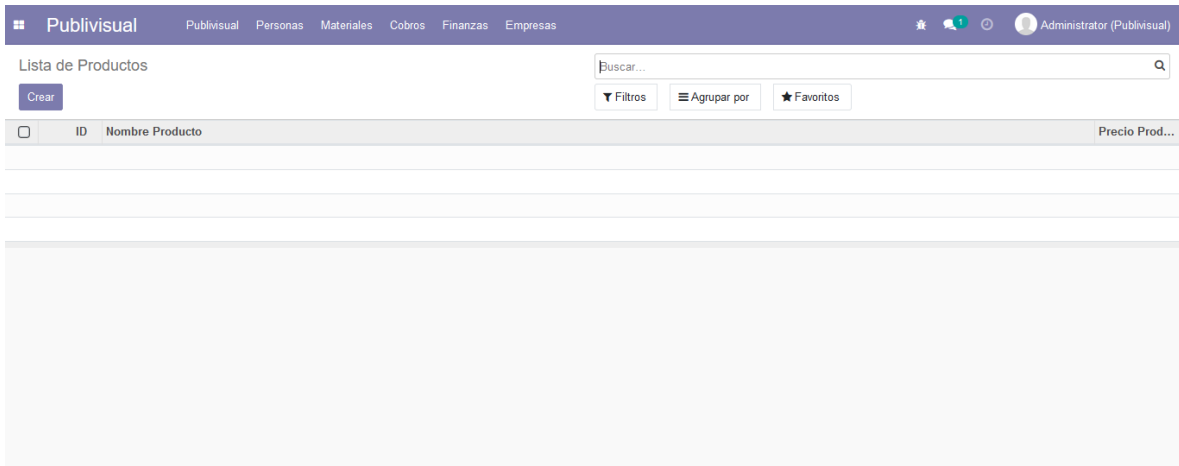 Publivisual Publivisual Personas Materiales Cobros Finanzas Empresas 1 Administrator (Publivisual)
Lista de Productos Buscar...
Crear Filtros Agrupar por Favoritos
ID Nombre Producto Precio Prod...